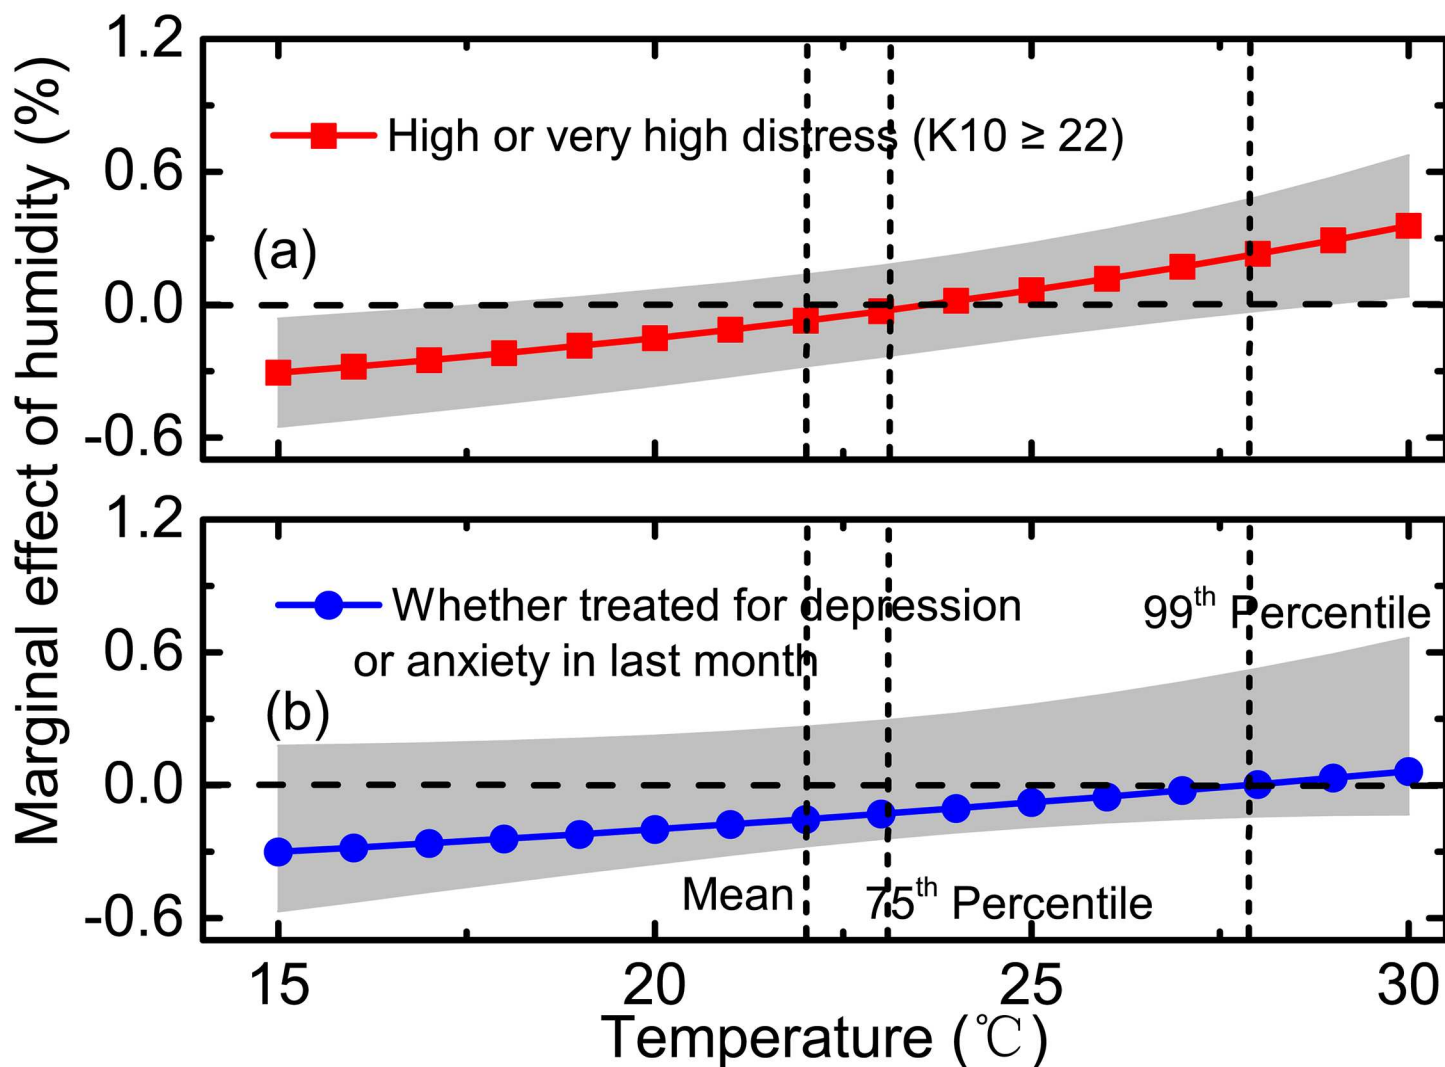 Marginal effect of humidity (%)
1.2
High or very high distress (K10 ≥ 22)
0.6
(a)
0.0
-0.6
1.2
Whether treated for depression
or anxiety in last month
99th Percentile
0.6
(b)
0.0
Mean
75th Percentile
-0.6
15 20 25 30
Temperature (℃)